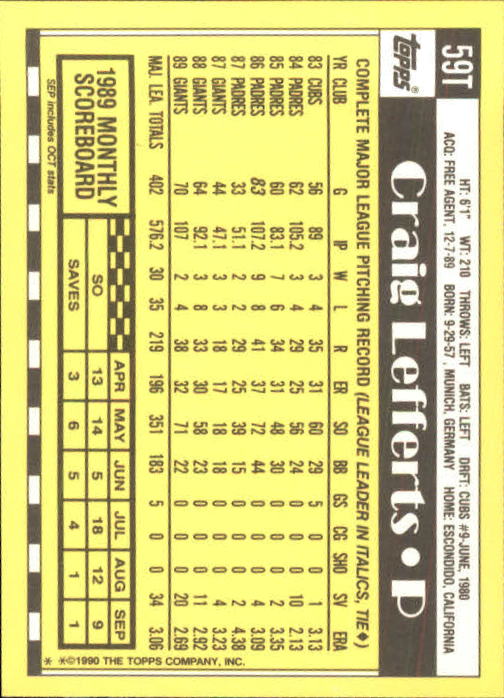 59T
HT: 6'1" WT: 210 THROWS: LEFT BATS: LEFT DRFT: CUBS #9-JUNE, 1980
ACQ: FREE AGENT, 12-7-89 BORN: 9-29-57, MUNICH, GERMANY HOME: ESCONDIDO, CALIFORNIA
TOPPS®
Craig Lefferts • P
COMPLETE MAJOR LEAGUE PITCHING RECORD (LEAGUE LEADER IN ITALICS, TIE♦)
YR CLUB G IP W L R ER SO BB GS CG SHO SV ERA
83 CUBS 56 89 3 4 35 31 60 29 5 0 0 1 3.13
84 PADRES 62 105.2 3 4 29 25 56 24 0 0 0 10 2.13
85 PADRES 60 83.1 7 6 34 31 48 30 0 0 0 2 3.35
86 PADRES 83 107.2 9 8 41 37 72 44 0 0 0 4 3.09
87 PADRES 33 51.1 2 2 29 25 39 15 0 0 0 2 4.38
87 GIANTS 44 47.1 3 3 18 17 18 18 0 0 0 4 3.23
88 GIANTS 64 92.1 3 8 33 30 58 23 0 0 0 11 2.92
89 GIANTS 70 107 2 4 38 32 71 22 0 0 0 20 2.69
MAJ. LEA. TOTALS 402 576.2 30 35 219 196 351 183 5 0 0 34 3.06
1989 MONTHLY
SCOREBOARD
SEP includes OCT stats
APR MAY JUN JUL AUG SEP
SO 13 14 5 18 12 9
SAVES 3 6 5 4 1 1
* *©1990 THE TOPPS COMPANY, INC.